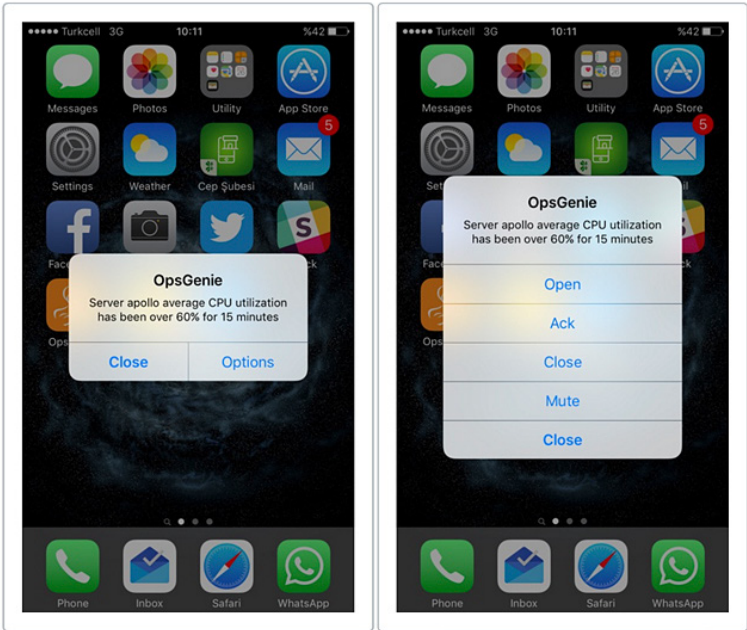 Turkcell 3G 10:11 %42
Messages Photos Utility App Store
5
Settings Weather Cep Şubesi Mail
OpsGenie
Server apollo average CPU utilization
has been over 60% for 15 minutes
Close Options
Phone Inbox Safari WhatsApp
Turkcell 3G 10:11 %42
Messages Photos Utility App Store
5
OpsGenie
Server apollo average CPU utilization
has been over 60% for 15 minutes
Open
Ack
Close
Mute
Close
Phone Inbox Safari WhatsApp